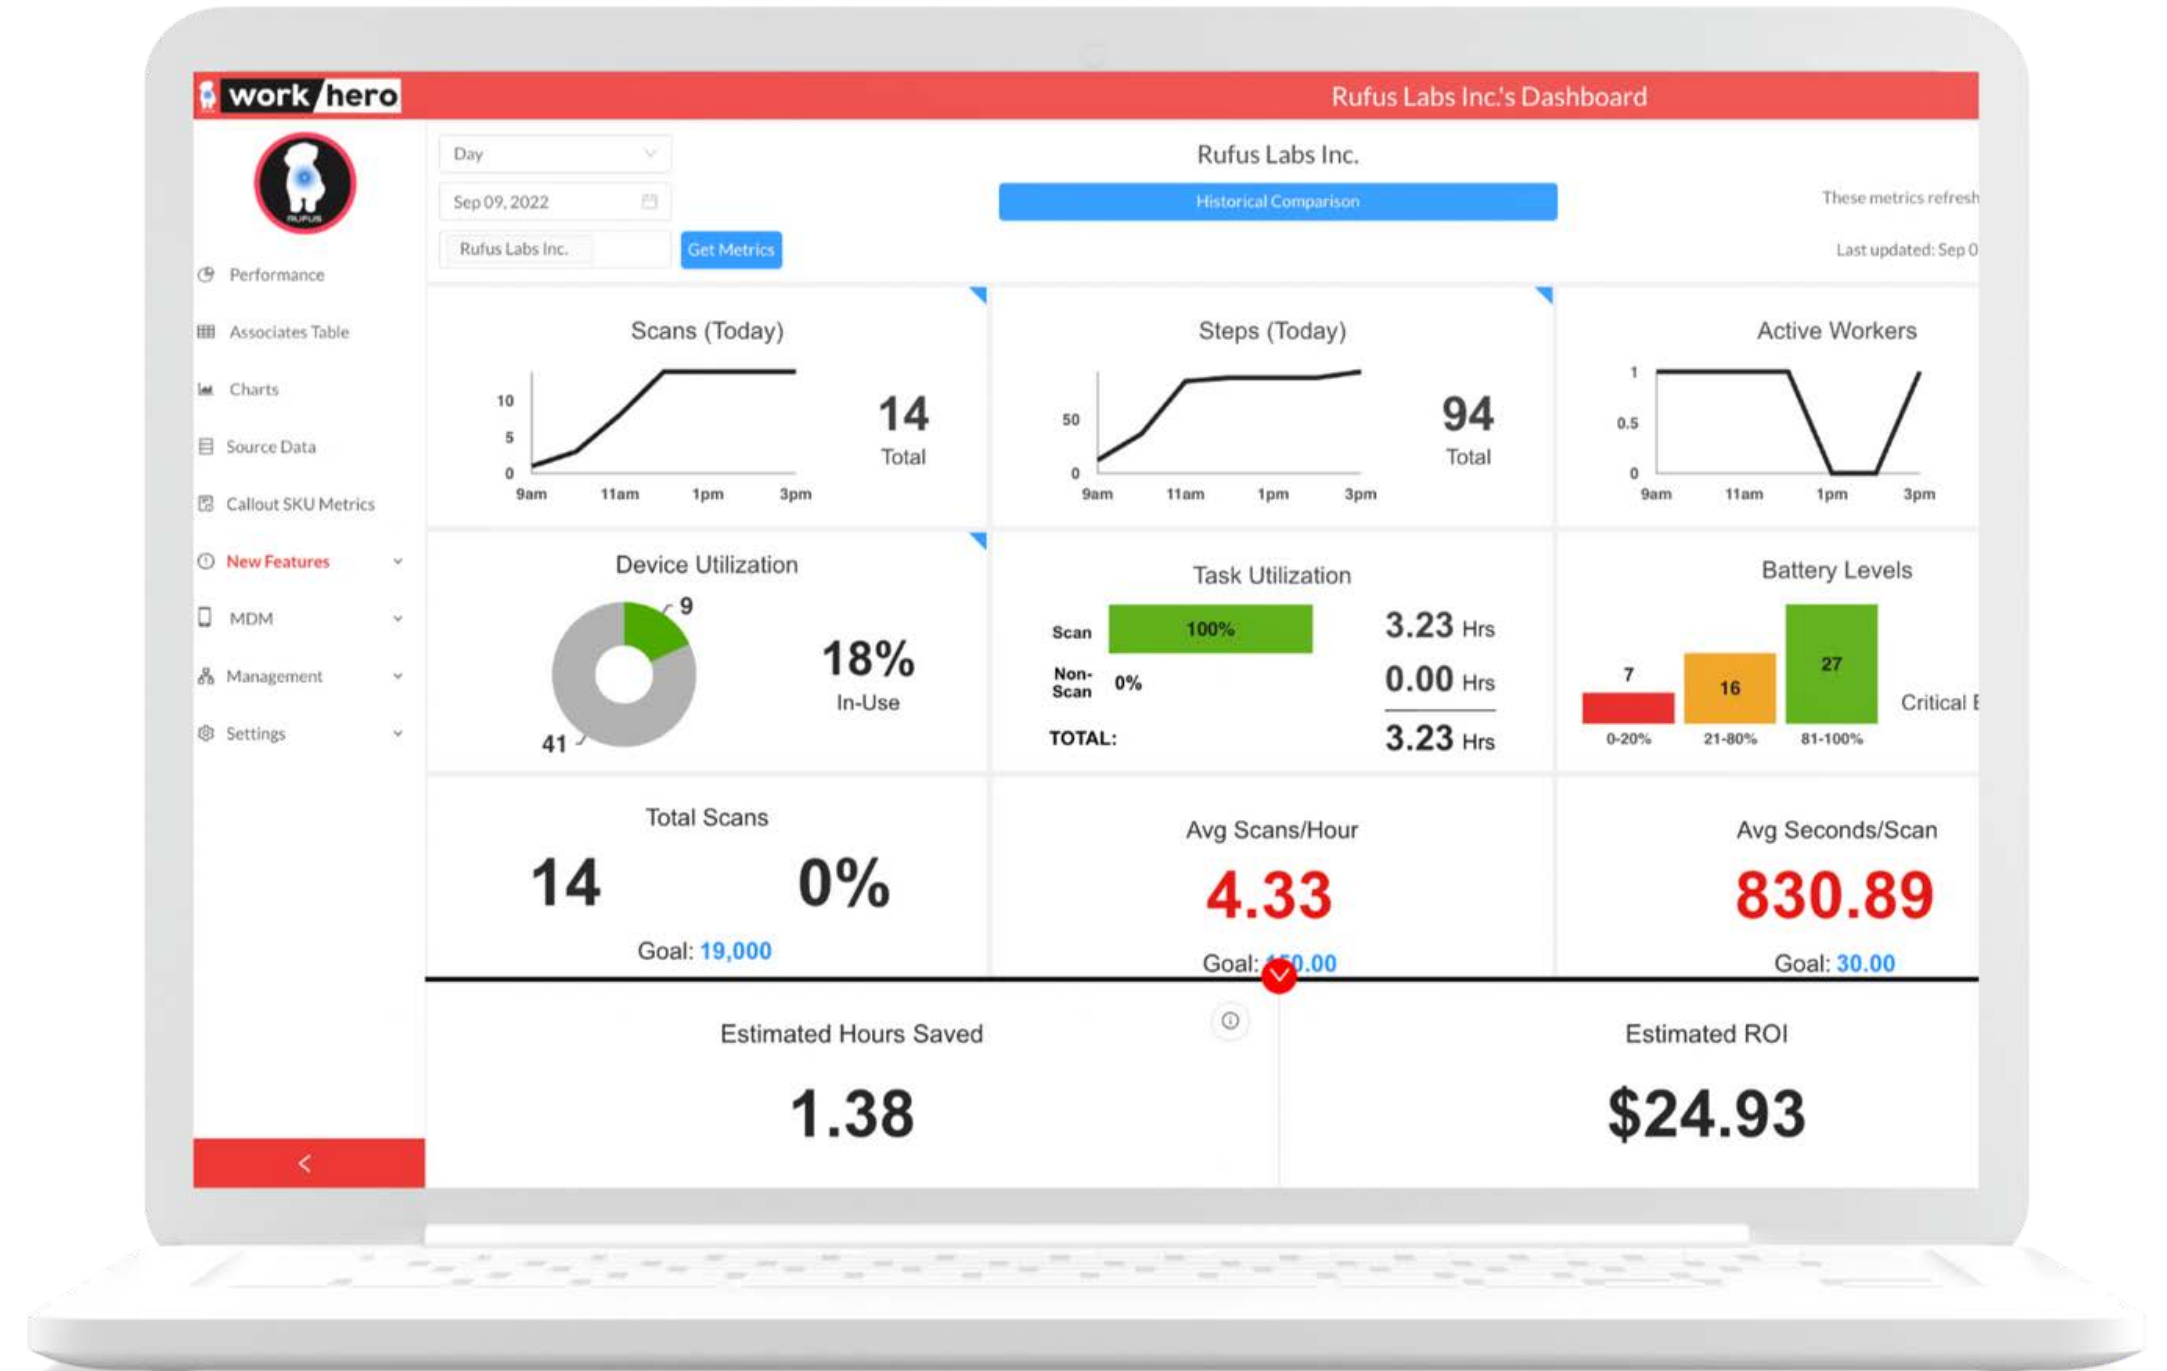 work/hero
Rufus Labs Inc.'s Dashboard
RUFUS
Performance
Associates Table
Charts
Source Data
Callout SKU Metrics
New Features
MDM
Management
Settings
Day
Sep 09, 2022
Rufus Labs Inc.
Get Metrics
Rufus Labs Inc.
Historical Comparison
These metrics refresh
Last updated: Sep 0
Scans (Today)
10
5
0
9am 11am 1pm 3pm
14
Total
Steps (Today)
50
0
9am 11am 1pm 3pm
94
Total
Active Workers
1
0.5
0
9am 11am 1pm 3pm
Device Utilization
9
41
18%
In-Use
Task Utilization
Scan 100% 3.23 Hrs
Non-
Scan 0% 0.00 Hrs
TOTAL: 3.23 Hrs
Battery Levels
7 16 27
0-20% 21-80% 81-100%
Critical
Total Scans
14 0%
Goal: 19,000
Avg Scans/Hour
4.33
Goal: 0.00
Avg Seconds/Scan
830.89
Goal: 30.00
Estimated Hours Saved
1.38
Estimated ROI
$24.93